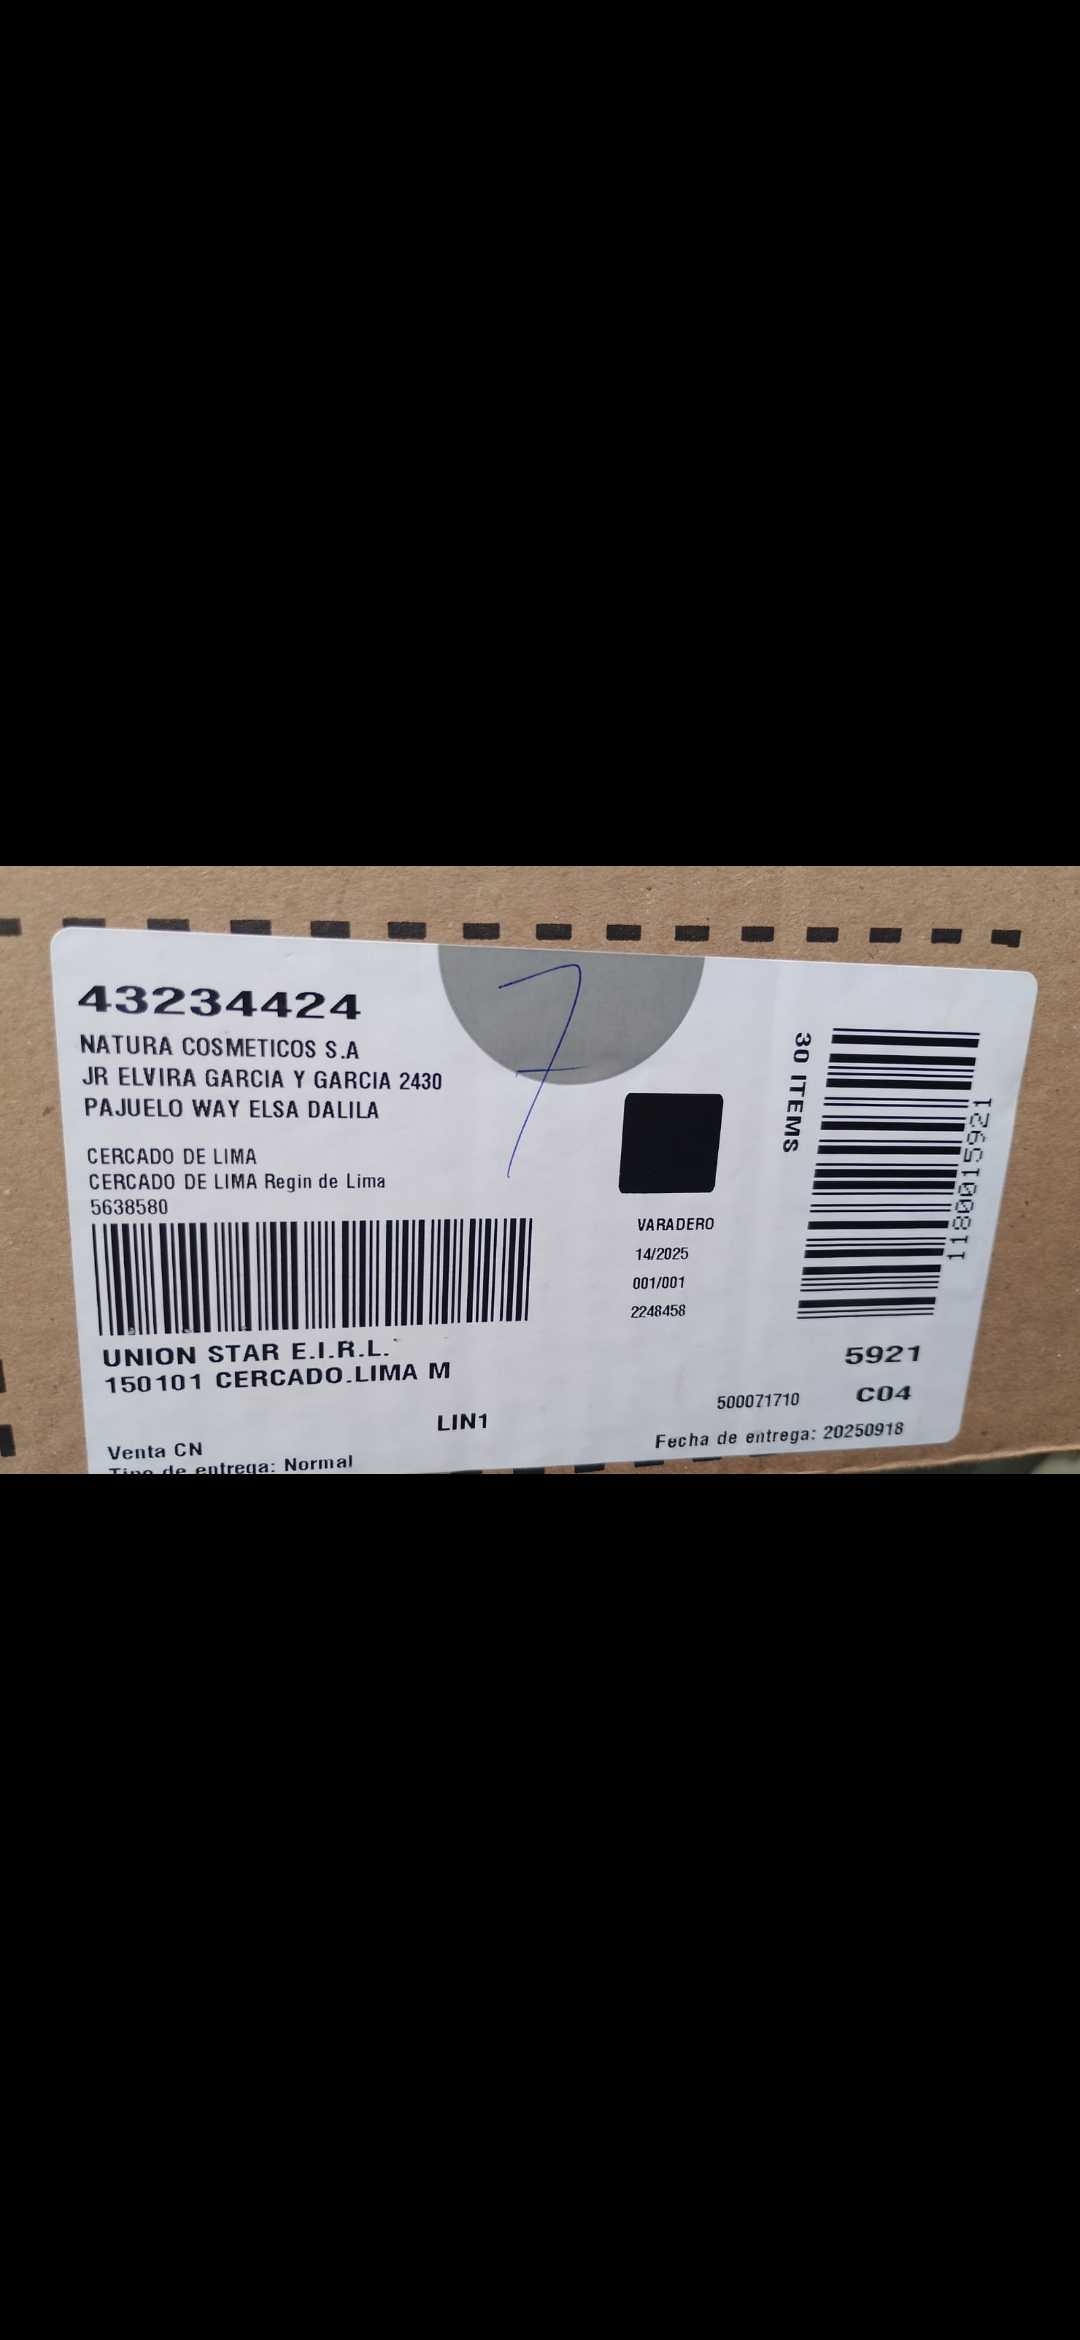 43234424
NATURA COSMETICOS S.A
JR ELVIRA GARCIA Y GARCIA 2430
PAJUELO WAY ELSA DALILA
CERCADO DE LIMA
CERCADO DE LIMA Regin de Lima
5638580
UNION STAR E.I.R.L.
150101 CERCADO.LIMA M
LIN1
Venta CN
Tipo de entrega: Normal
7
VARADERO
14/2025
001/001
2248458
30 ITEMS
1180015921
5921
500071710 C04
Fecha de entrega: 20250918